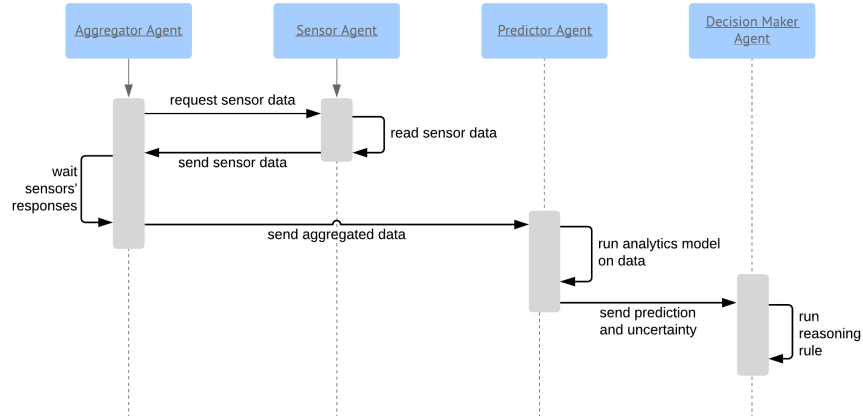 Aggregator Agent
Sensor Agent
Predictor Agent
Decision Maker
Agent
request sensor data
read sensor data
send sensor data
wait
sensors'
responses
send aggregated data
run analytics model
on data
send prediction
and uncertainty
run
reasoning
rule